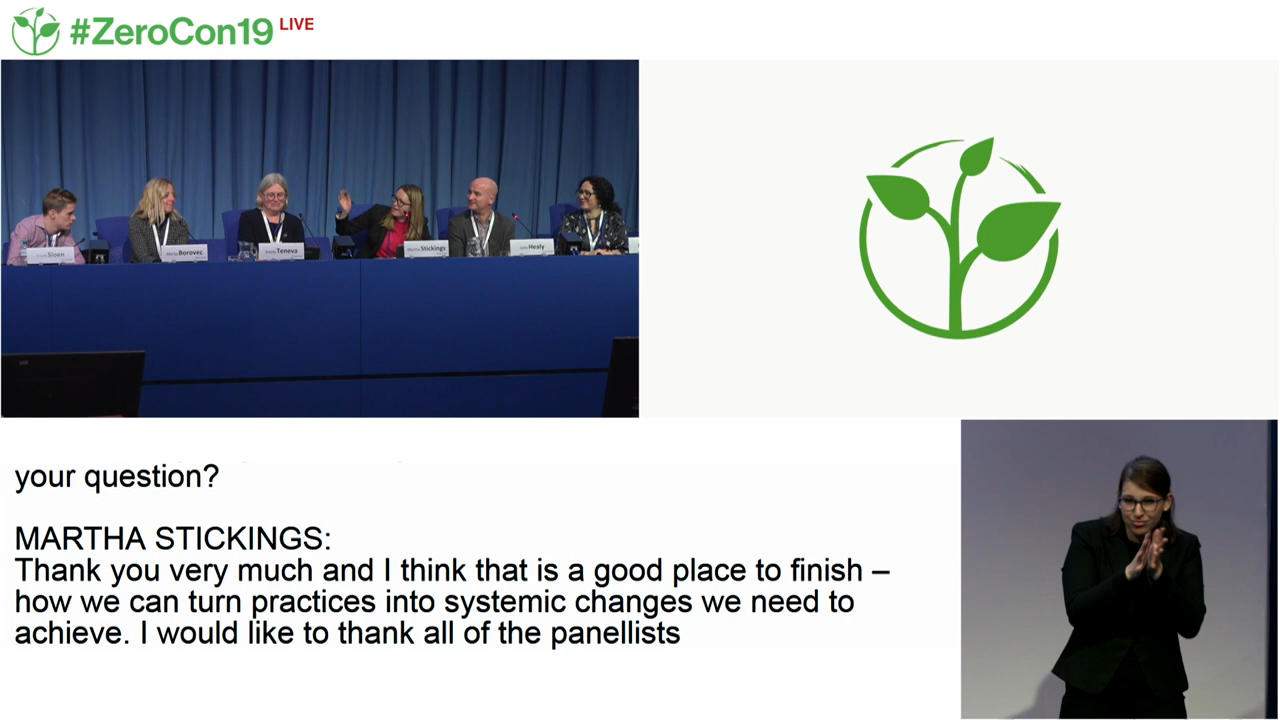 #ZeroCon19 LIVE
Sloan
Borovec
Teneva
Martha Stickings
Healy
your question?
MARTHA STICKINGS:
Thank you very much and I think that is a good place to finish –
how we can turn practices into systemic changes we need to
achieve. I would like to thank all of the panellists